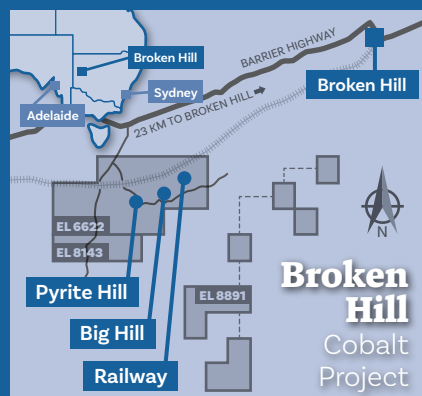 Broken Hill
Sydney
Adelaide
BARRIER HIGHWAY
23 KM TO BROKEN HILL
Broken Hill
EL 6622
EL 8143
N
Pyrite Hill
Big Hill
Railway
EL 8891
Broken
Hill
Cobalt
Project